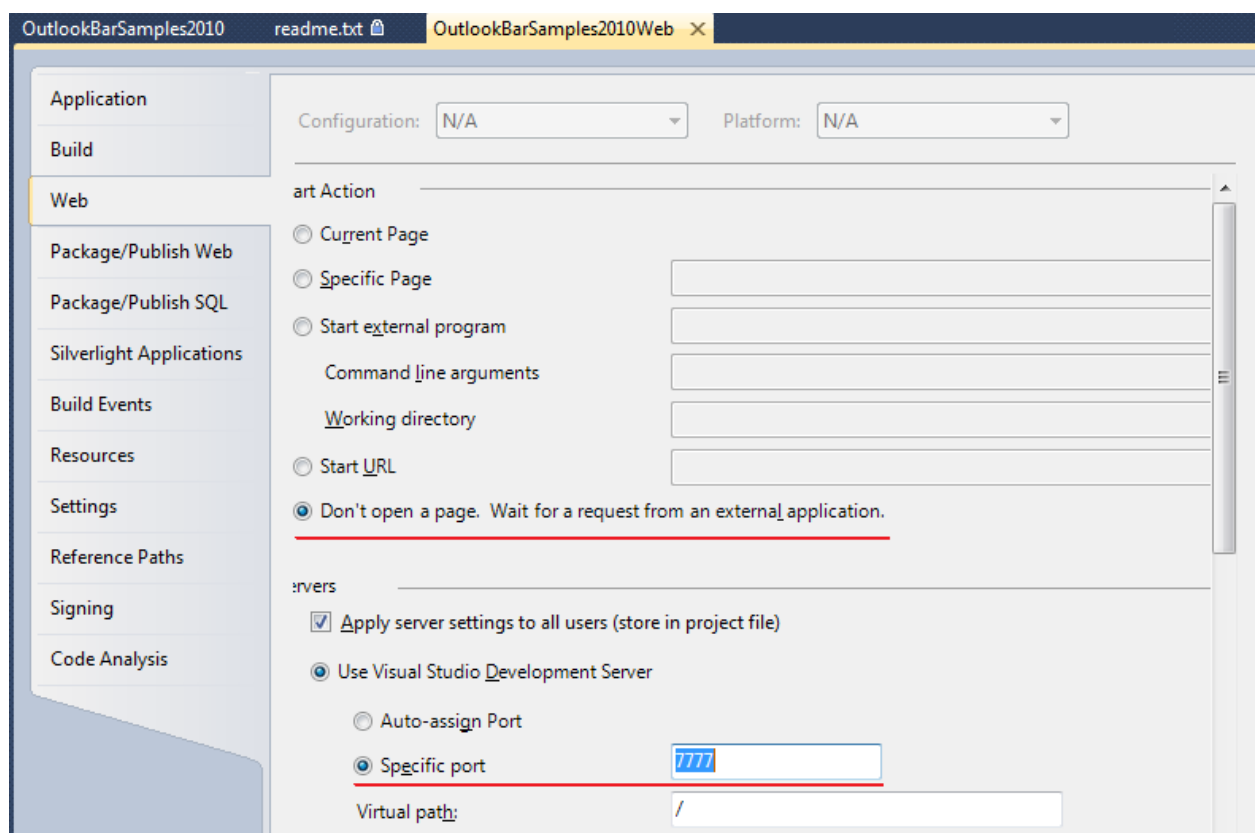 OutlookBarSamples2010 readme.txt OutlookBarSamples2010Web
Application
Build
Web
Package/Publish Web
Package/Publish SQL
Silverlight Applications
Build Events
Resources
Settings
Reference Paths
Signing
Code Analysis
Configuration: N/A Platform: N/A
art Action
Current Page
Specific Page
Start external program
Command line arguments
Working directory
Start URL
Don't open a page. Wait for a request from an external application.
ervers
Apply server settings to all users (store in project file)
Use Visual Studio Development Server
Auto-assign Port
Specific port 7777
Virtual path: /